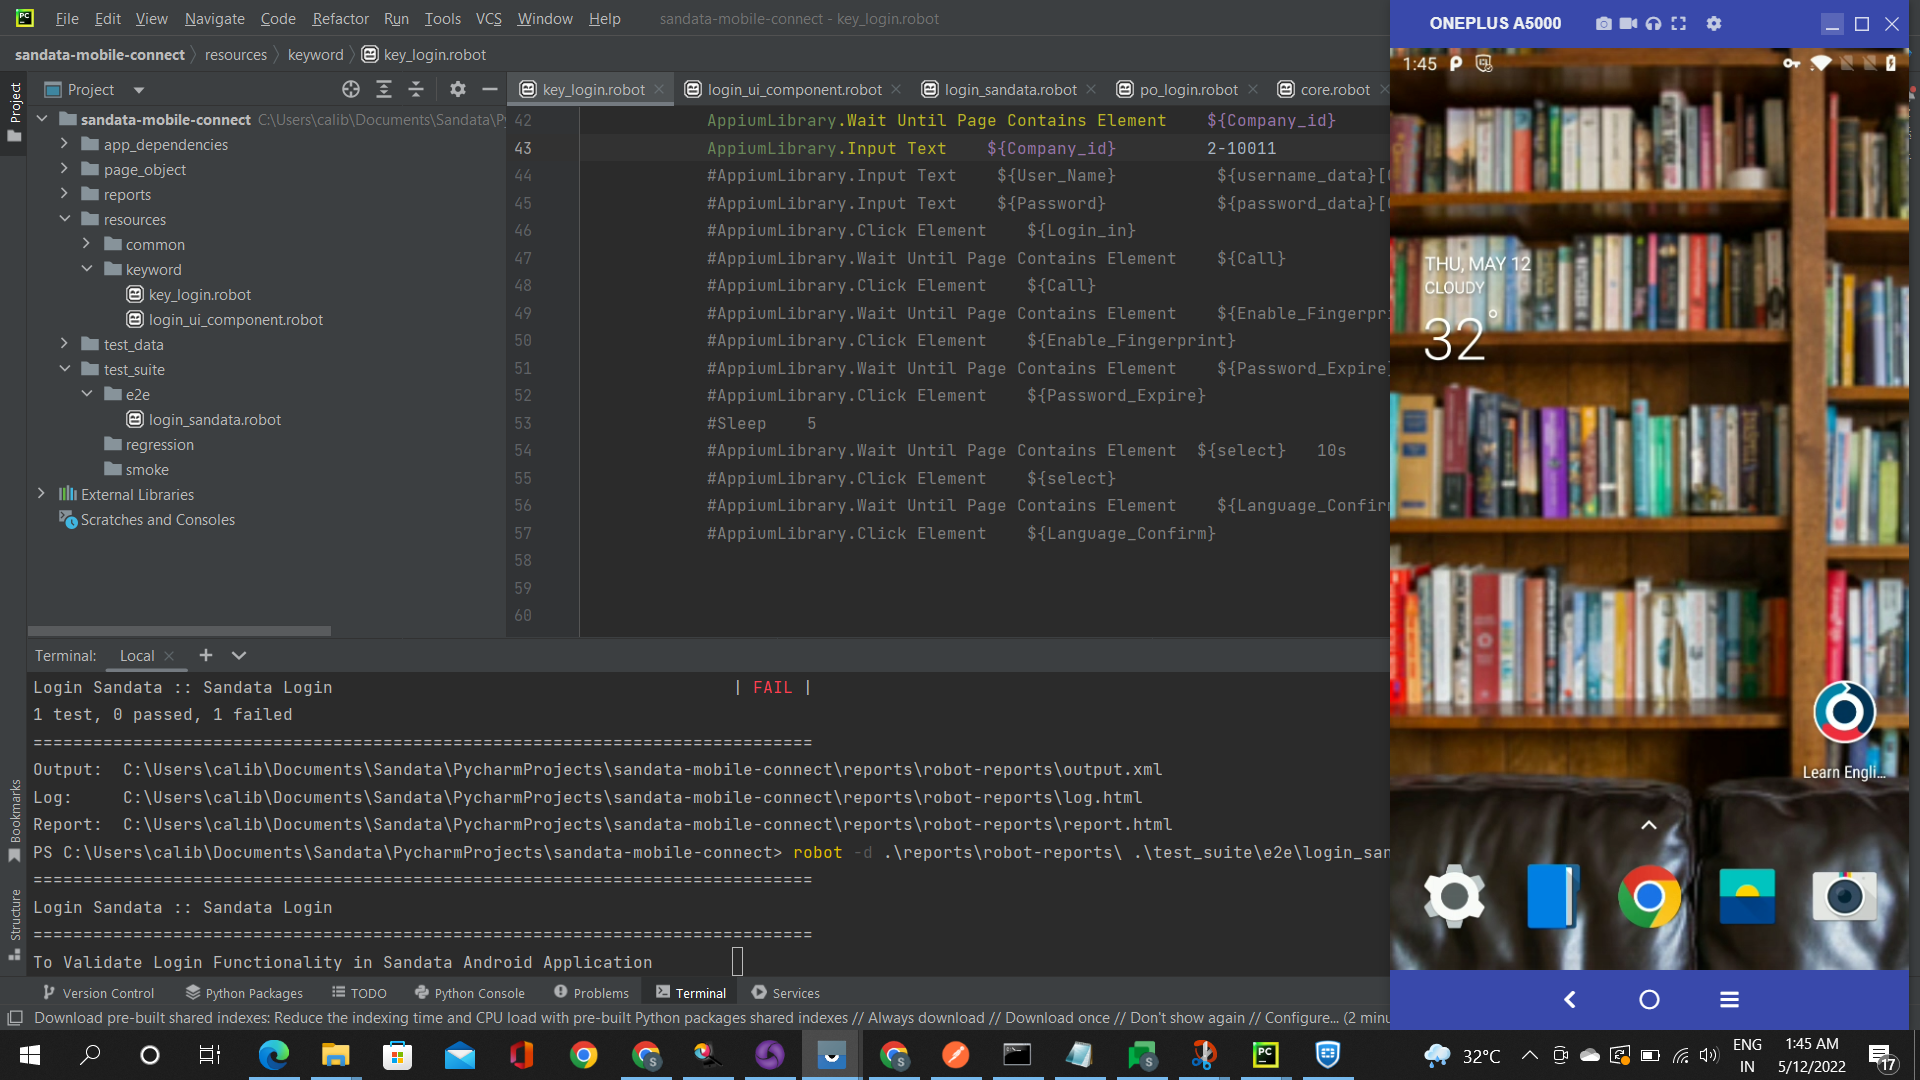 File Edit View Navigate Code Refactor Run Tools VCS Window Help sandata-mobile-connect - key_login.robot
sandata-mobile-connect resources keyword key_login.robot
Project
Project
key_login.robot login_ui_component.robot login_sandata.robot po_login.robot core.robot
sandata-mobile-connect C:\Users\calib\Documents\Sandata\Py
app_dependencies
page_object
reports
resources
common
keyword
key_login.robot
login_ui_component.robot
test_data
test_suite
e2e
login_sandata.robot
regression
smoke
External Libraries
Scratches and Consoles
42 AppiumLibrary.Wait Until Page Contains Element ${Company_id}
43 AppiumLibrary.Input Text ${Company_id} 2-10011
44 #AppiumLibrary.Input Text ${User_Name} ${username_data}[
45 #AppiumLibrary.Input Text ${Password} ${password_data}[
46 #AppiumLibrary.Click Element ${Login_in}
47 #AppiumLibrary.Wait Until Page Contains Element ${Call}
48 #AppiumLibrary.Click Element ${Call}
49 #AppiumLibrary.Wait Until Page Contains Element ${Enable_Fingerpri
50 #AppiumLibrary.Click Element ${Enable_Fingerprint}
51 #AppiumLibrary.Wait Until Page Contains Element ${Password_Expire}
52 #AppiumLibrary.Click Element ${Password_Expire}
53 #Sleep 5
54 #AppiumLibrary.Wait Until Page Contains Element ${select} 10s
55 #AppiumLibrary.Click Element ${select}
56 #AppiumLibrary.Wait Until Page Contains Element ${Language_Confir
57 #AppiumLibrary.Click Element ${Language_Confirm}
58
59
60
Terminal: Local
Login Sandata :: Sandata Login | FAIL |
1 test, 0 passed, 1 failed
==============================================================================
Output: C:\Users\calib\Documents\Sandata\PycharmProjects\sandata-mobile-connect\reports\robot-reports\output.xml
Log: C:\Users\calib\Documents\Sandata\PycharmProjects\sandata-mobile-connect\reports\robot-reports\log.html
Report: C:\Users\calib\Documents\Sandata\PycharmProjects\sandata-mobile-connect\reports\robot-reports\report.html
PS C:\Users\calib\Documents\Sandata\PycharmProjects\sandata-mobile-connect> robot -d .\reports\robot-reports\ .\test_suite\e2e\login_san
==============================================================================
Login Sandata :: Sandata Login
==============================================================================
To Validate Login Functionality in Sandata Android Application
Bookmarks
Structure
Version Control Python Packages TODO Python Console Problems Terminal Services
Download pre-built shared indexes: Reduce the indexing time and CPU load with pre-built Python packages shared indexes // Always download // Download once // Don't show again // Configure... (2 minu
ONEPLUS A5000
1:45
THU, MAY 12
CLOUDY
32°
Learn Engli...
32°C
ENG
IN
1:45 AM
5/12/2022
17